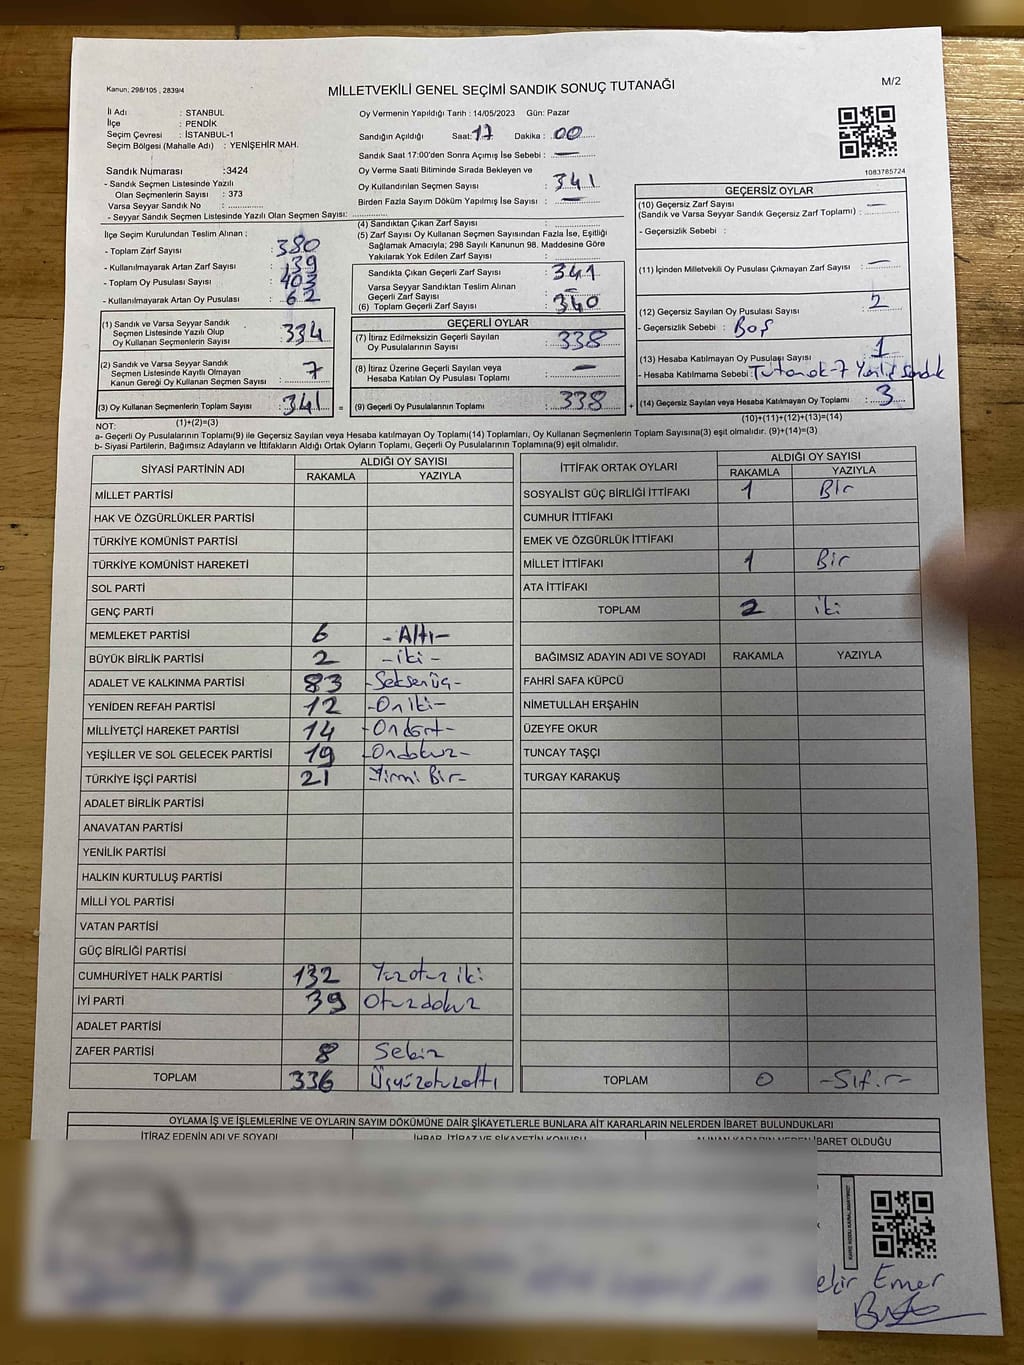 Kanun, 298/105 , 2839/4
MİLLETVEKİLİ GENEL SEÇİMİ SANDIK SONUÇ TUTANAĞI
M/2
İl Adı : STANBUL
İlçe : PENDİK
Seçim Çevresi : İSTANBUL-1
Seçim Bölgesi (Mahalle Adı) : YENİŞEHİR MAH.
Sandık Numarası :3424
- Sandık Seçmen Listesinde Yazılı
Olan Seçmenlerin Sayısı : 373
Varsa Seyyar Sandık No :
- Seyyar Sandık Seçmen Listesinde Yazılı Olan Seçmen Sayısı:
Oy Vermenin Yapıldığı Tarih : 14/05/2023 Gün: Pazar
Sandığın Açıldığı Saat: 17 Dakika : 00
Sandık Saat 17:00'den Sonra Açımış İse Sebebi : —
Oy Verme Saati Bitiminde Sırada Bekleyen ve
Oy Kullandırılan Seçmen Sayısı : 341
Birden Fazla Sayım Döküm Yapılmış İse Sayısı : —
1083785724
İlçe Seçim Kurulundan Teslim Alınan ;
- Toplam Zarf Sayısı : 380
- Kullanılmayarak Artan Zarf Sayısı : 39
- Toplam Oy Pusulası Sayısı : 403
- Kullanılmayarak Artan Oy Pusulası : 62
(1) Sandık ve Varsa Seyyar Sandık
Seçmen Listesinde Yazılı Olup
Oy Kullanan Seçmenlerin Sayısı : 334
(2) Sandık ve Varsa Seyyar Sandık
Seçmen Listesinde Kayıtlı Olmayan
Kanun Gereği Oy Kullanan Seçmen Sayısı : 7
(3) Oy Kullanan Seçmenlerin Toplam Sayısı : 341 =
(1)+(2)=(3)
(4) Sandıktan Çıkan Zarf Sayısı :
(5) Zarf Sayısı Oy Kullanan Seçmen Sayısından Fazla İse, Eşitliği
Sağlamak Amacıyla; 298 Sayılı Kanunun 98. Maddesine Göre
Yakılarak Yok Edilen Zarf Sayısı :
Sandıkta Çıkan Geçerli Zarf Sayısı : 341
Varsa Seyyar Sandıktan Teslim Alınan
Geçerli Zarf Sayısı : —
(6) Toplam Geçerli Zarf Sayısı : 340
GEÇERLİ OYLAR
(7) İtiraz Edilmeksizin Geçerli Sayılan
Oy Pusulalarının Sayısı : 338
(8) İtiraz Üzerine Geçerli Sayılan veya
Hesaba Katılan Oy Pusulası Toplamı : —
(9) Geçerli Oy Pusulalarının Toplamı : 338 +
GEÇERSİZ OYLAR
(10) Geçersiz Zarf Sayısı
(Sandık ve Varsa Seyyar Sandık Geçersiz Zarf Toplamı) : —
- Geçersizlik Sebebi :
(11) İçinden Milletvekili Oy Pusulası Çıkmayan Zarf Sayısı : —
(12) Geçersiz Sayılan Oy Pusulası Sayısı : 2
- Geçersizlik Sebebi : Boş
(13) Hesaba Katılmayan Oy Pusulası Sayısı : 1
- Hesaba Katılmama Sebebi : Tutanak-7 Sandık
(14) Geçersiz Sayılan veya Hesaba Katılmayan Oy Toplamı : 3
(10)+(11)+(12)+(13)=(14)
NOT:
a- Geçerli Oy Pusulalarının Toplamı(9) ile Geçersiz Sayılan veya Hesaba katılmayan Oy Toplamı(14) Toplamları, Oy Kullanan Seçmenlerin Toplam Sayısına(3) eşit olmalıdır. (9)+(14)=(3)
b- Siyasi Partilerin, Bağımsız Adayların ve İttifakların Aldığı Ortak Oyların Toplamı, Geçerli Oy Pusulalarının Toplamına(9) eşit olmalıdır.
SİYASİ PARTİNİN ADI ALDIĞI OY SAYISI
RAKAMLA YAZIYLA
MİLLET PARTİSİ
HAK VE ÖZGÜRLÜKLER PARTİSİ
TÜRKİYE KOMÜNİST PARTİSİ
TÜRKİYE KOMÜNİST HAREKETİ
SOL PARTİ
GENÇ PARTİ
MEMLEKET PARTİSİ 6 -Altı-
BÜYÜK BİRLİK PARTİSİ 2 -iki-
ADALET VE KALKINMA PARTİSİ 83 -Seksenüç-
YENİDEN REFAH PARTİSİ 12 -Oniki-
MİLLİYETÇİ HAREKET PARTİSİ 14 -Ondört-
YEŞİLLER VE SOL GELECEK PARTİSİ 19 -Ondokuz-
TÜRKİYE İŞÇİ PARTİSİ 21 -Yirmi Bir-
ADALET BİRLİK PARTİSİ
ANAVATAN PARTİSİ
YENİLİK PARTİSİ
HALKIN KURTULUŞ PARTİSİ
MİLLİ YOL PARTİSİ
VATAN PARTİSİ
GÜÇ BİRLİĞİ PARTİSİ
CUMHURİYET HALK PARTİSİ 132 Yüzotuz iki
İYİ PARTİ 39 Otuzdokuz
ADALET PARTİSİ
ZAFER PARTİSİ 8 Sekiz
TOPLAM 336 Üçyüzotuzaltı
İTTİFAK ORTAK OYLARI ALDIĞI OY SAYISI
RAKAMLA YAZIYLA
SOSYALİST GÜÇ BİRLİĞİ İTTİFAKI 1 Bir
CUMHUR İTTİFAKI
EMEK VE ÖZGÜRLÜK İTTİFAKI
MİLLET İTTİFAKI 1 Bir
ATA İTTİFAKI
TOPLAM 2 iki
BAĞIMSIZ ADAYIN ADI VE SOYADI RAKAMLA YAZIYLA
FAHRİ SAFA KÜPCÜ
NİMETULLAH ERŞAHİN
ÜZEYFE OKUR
TUNCAY TAŞÇI
TURGAY KARAKUŞ
TOPLAM 0 -Sıfır-
OYLAMA İŞ VE İŞLEMLERİNE VE OYLARIN SAYIM DÖKÜMÜNE DAİR ŞİKAYETLERLE BUNLARA AİT KARARLARIN NELERDEN İBARET BULUNDUKLARI
İTİRAZ EDENİN ADI VE SOYADI İHBAR, İTİRAZ VE ŞİKAYETİN KONUSU ALINAN KARARIN NEDEN İBARET OLDUĞU
ekir Emer